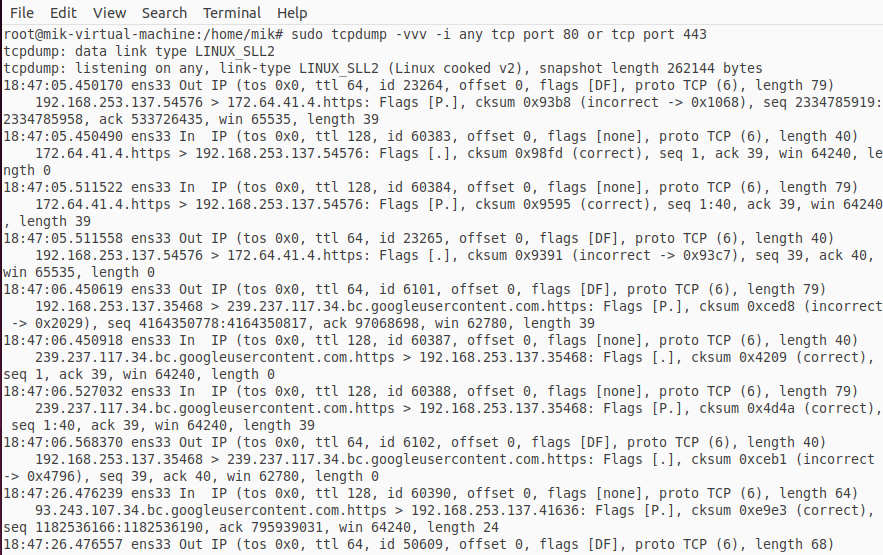 File Edit View Search Terminal Help
root@mik-virtual-machine:/home/mik# sudo tcpdump -vvv -i any tcp port 80 or tcp port 443
tcpdump: data link type LINUX_SLL2
tcpdump: listening on any, link-type LINUX_SLL2 (Linux cooked v2), snapshot length 262144 bytes
18:47:05.450170 ens33 Out IP (tos 0x0, ttl 64, id 23264, offset 0, flags [DF], proto TCP (6), length 79)
    192.168.253.137.54576 > 172.64.41.4.https: Flags [P.], cksum 0x93b8 (incorrect -> 0x1068), seq 2334785919:
2334785958, ack 533726435, win 65535, length 39
18:47:05.450490 ens33 In  IP (tos 0x0, ttl 128, id 60383, offset 0, flags [none], proto TCP (6), length 40)
    172.64.41.4.https > 192.168.253.137.54576: Flags [.], cksum 0x98fd (correct), seq 1, ack 39, win 64240, le
ngth 0
18:47:05.511522 ens33 In  IP (tos 0x0, ttl 128, id 60384, offset 0, flags [none], proto TCP (6), length 79)
    172.64.41.4.https > 192.168.253.137.54576: Flags [P.], cksum 0x9595 (correct), seq 1:40, ack 39, win 64240
, length 39
18:47:05.511558 ens33 Out IP (tos 0x0, ttl 64, id 23265, offset 0, flags [DF], proto TCP (6), length 40)
    192.168.253.137.54576 > 172.64.41.4.https: Flags [.], cksum 0x9391 (incorrect -> 0x93c7), seq 39, ack 40,
win 65535, length 0
18:47:06.450619 ens33 Out IP (tos 0x0, ttl 64, id 6101, offset 0, flags [DF], proto TCP (6), length 79)
    192.168.253.137.35468 > 239.237.117.34.bc.googleusercontent.com.https: Flags [P.], cksum 0xced8 (incorrect
 -> 0x2029), seq 4164350778:4164350817, ack 97068698, win 62780, length 39
18:47:06.450918 ens33 In  IP (tos 0x0, ttl 128, id 60387, offset 0, flags [none], proto TCP (6), length 40)
    239.237.117.34.bc.googleusercontent.com.https > 192.168.253.137.35468: Flags [.], cksum 0x4209 (correct),
seq 1, ack 39, win 64240, length 0
18:47:06.527032 ens33 In  IP (tos 0x0, ttl 128, id 60388, offset 0, flags [none], proto TCP (6), length 79)
    239.237.117.34.bc.googleusercontent.com.https > 192.168.253.137.35468: Flags [P.], cksum 0x4d4a (correct),
 seq 1:40, ack 39, win 64240, length 39
18:47:06.568370 ens33 Out IP (tos 0x0, ttl 64, id 6102, offset 0, flags [DF], proto TCP (6), length 40)
    192.168.253.137.35468 > 239.237.117.34.bc.googleusercontent.com.https: Flags [.], cksum 0xceb1 (incorrect
-> 0x4796), seq 39, ack 40, win 62780, length 0
18:47:26.476239 ens33 In  IP (tos 0x0, ttl 128, id 60390, offset 0, flags [none], proto TCP (6), length 64)
    93.243.107.34.bc.googleusercontent.com.https > 192.168.253.137.41636: Flags [P.], cksum 0xe9e3 (correct),
seq 1182536166:1182536190, ack 795939031, win 64240, length 24
18:47:26.476557 ens33 Out IP (tos 0x0, ttl 64, id 50609, offset 0, flags [DF], proto TCP (6), length 68)